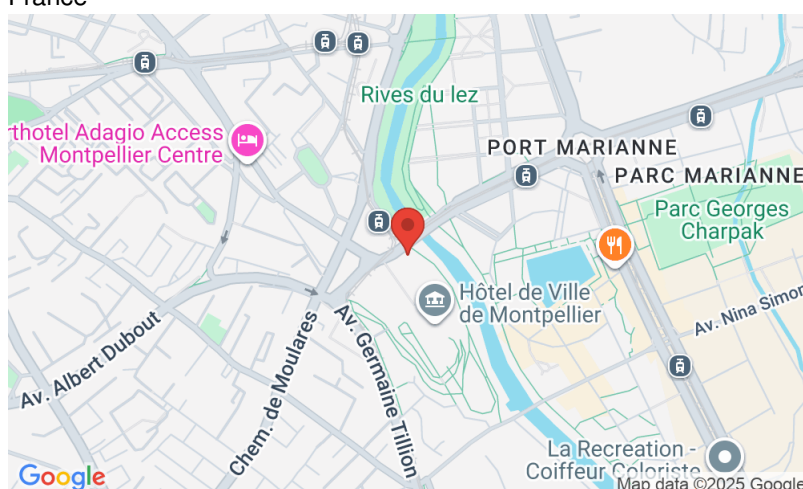 France
Rives du lez
rthotel Adagio Access
Montpellier Centre
PORT MARIANNE
PARC MARIANNE
Parc Georges
Charpak
Hôtel de Ville
de Montpellier
Av. Nina Simon
Av. Albert Dubout
Chem. de Moulares
Av. Germaine Tillion
La Recreation -
Coiffeur Coloriste
Google
Map data ©2025 Google